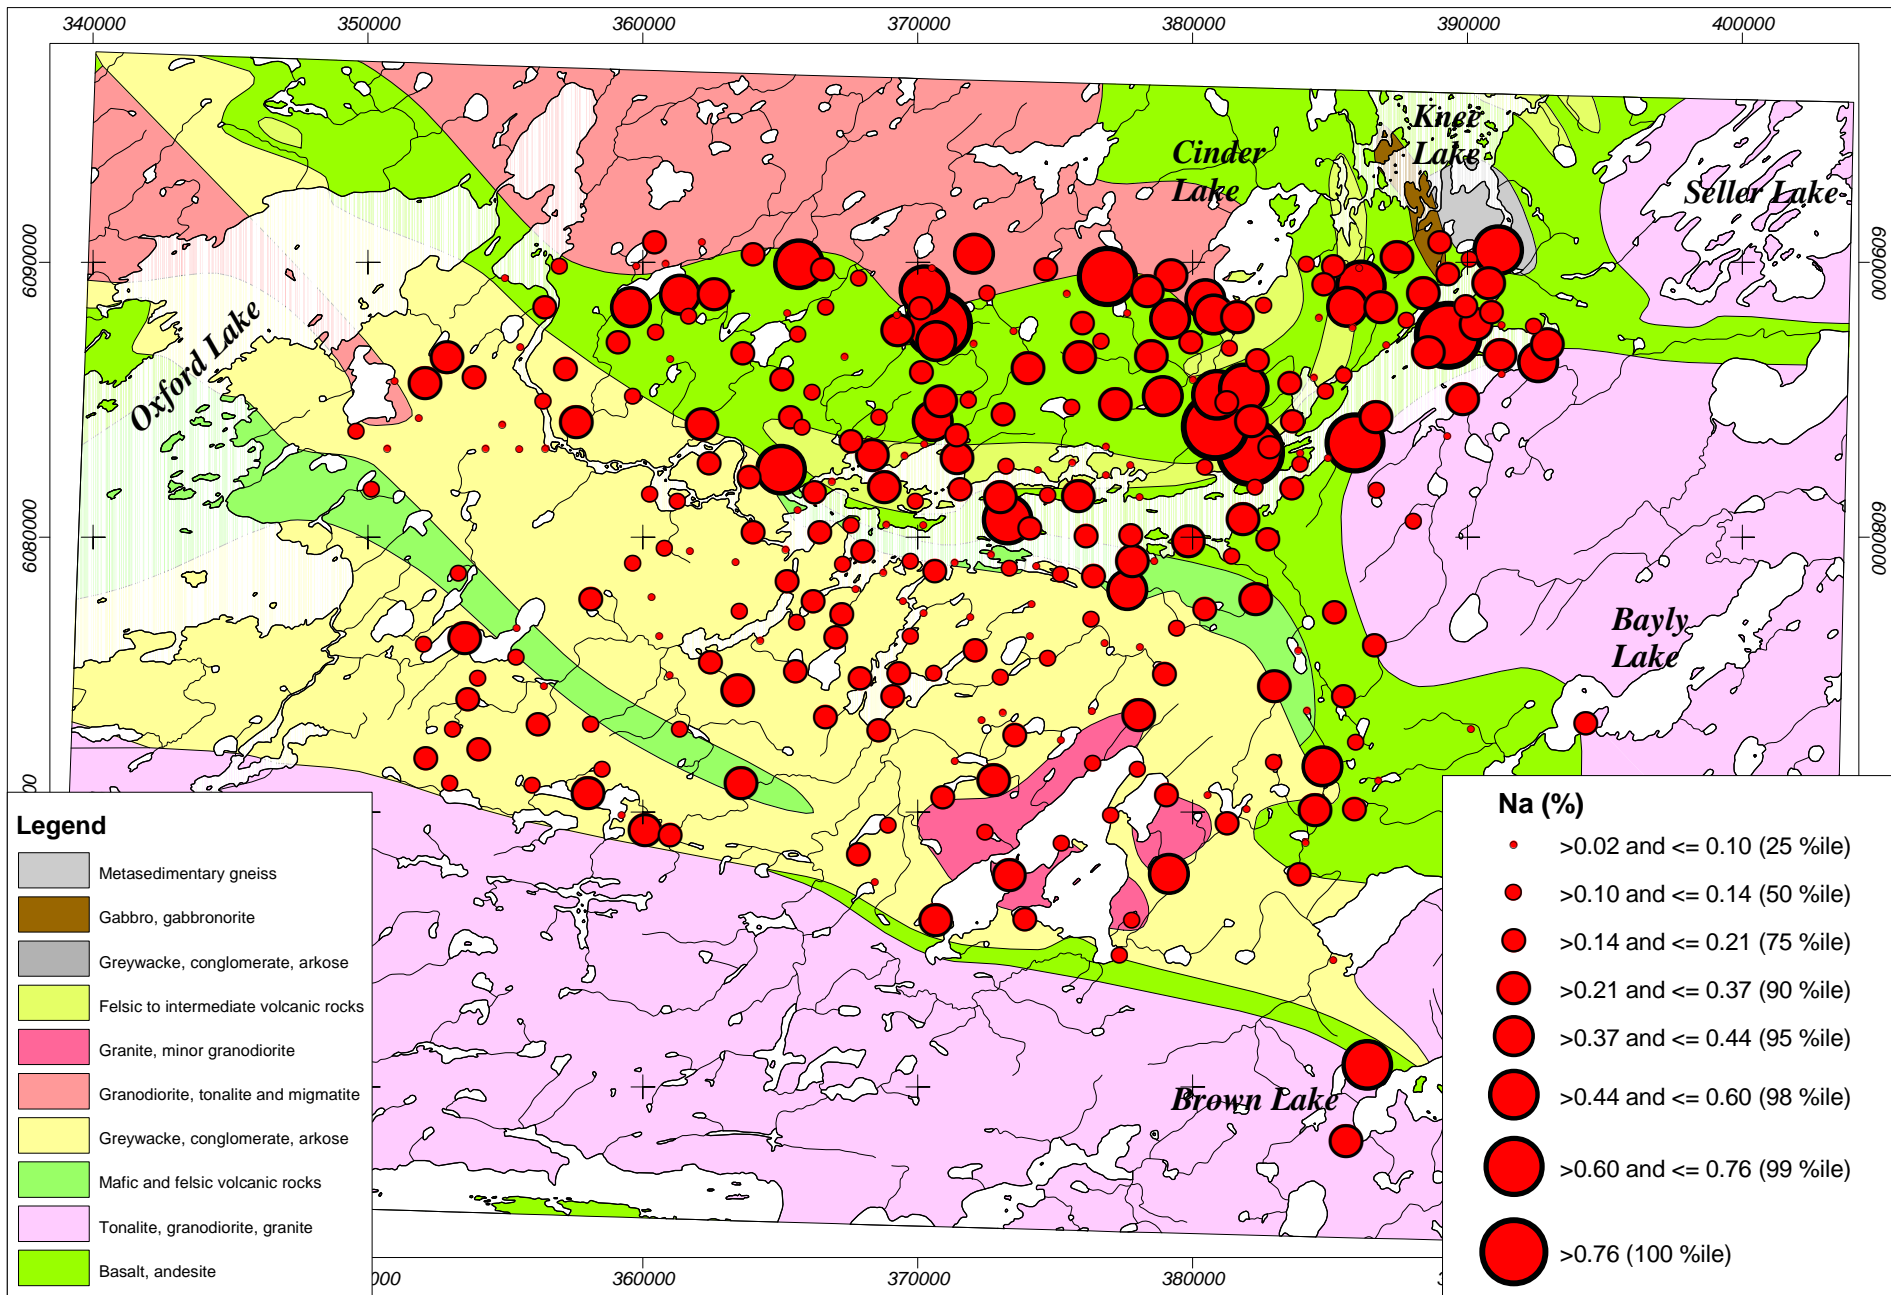 340000 350000 360000 370000 380000 390000 400000
Knee
Lake
Cinder
Lake
Seller Lake
6090000
6090000
Oxford Lake
6080000
6080000
Bayly
Lake
Brown Lake
Legend
Metasedimentary gneiss
Gabbro, gabbronorite
Greywacke, conglomerate, arkose
Felsic to intermediate volcanic rocks
Granite, minor granodiorite
Granodiorite, tonalite and migmatite
Greywacke, conglomerate, arkose
Mafic and felsic volcanic rocks
Tonalite, granodiorite, granite
Basalt, andesite
Na (%)
>0.02 and <= 0.10 (25 %ile)
>0.10 and <= 0.14 (50 %ile)
>0.14 and <= 0.21 (75 %ile)
>0.21 and <= 0.37 (90 %ile)
>0.37 and <= 0.44 (95 %ile)
>0.44 and <= 0.60 (98 %ile)
>0.60 and <= 0.76 (99 %ile)
>0.76 (100 %ile)
360000 370000 380000